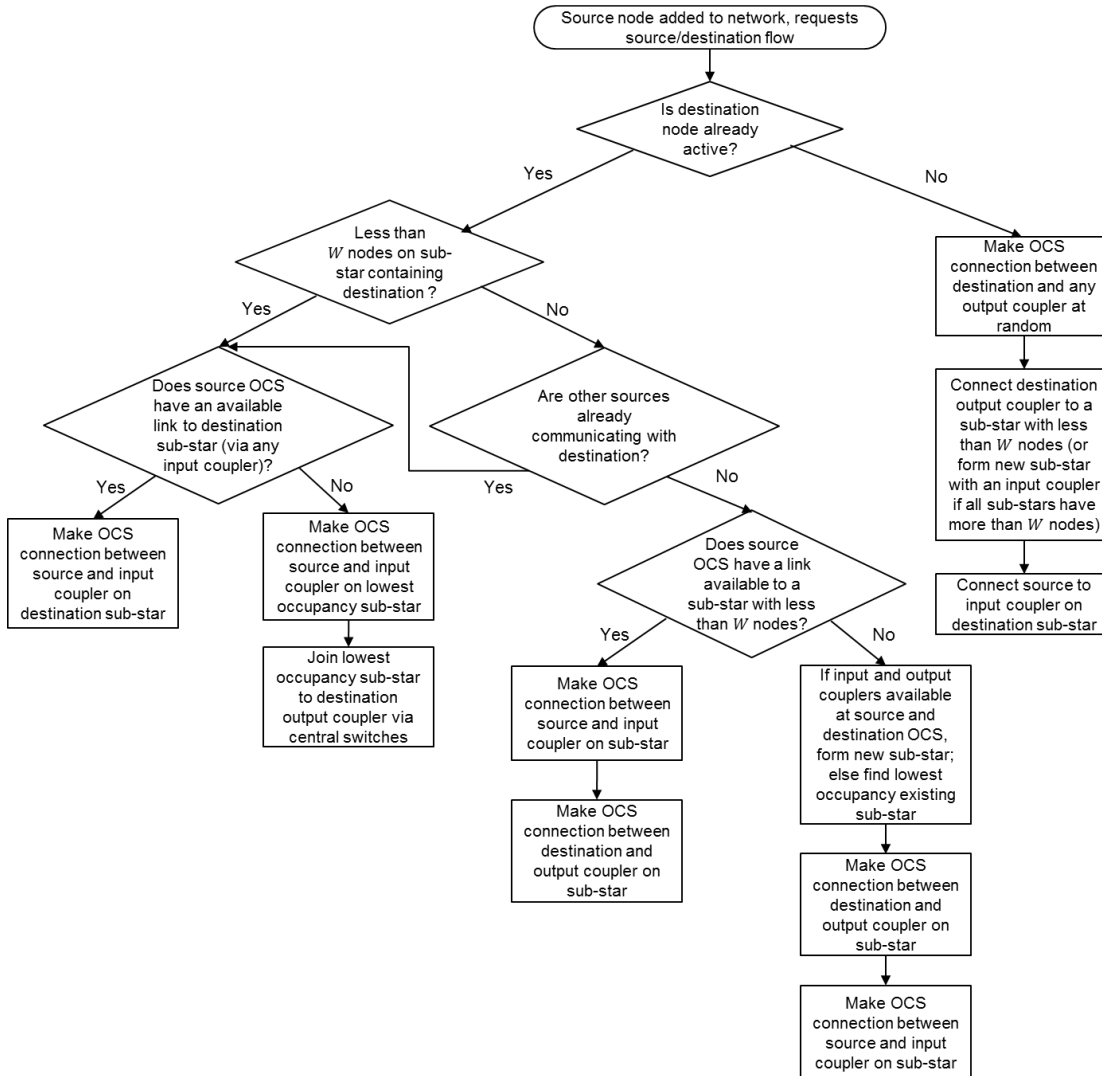 Source node added to network, requests
source/destination flow
Is destination
node already
active?
Yes
No
Less than
W nodes on sub-
star containing
destination ?
Yes
No
Make OCS
connection between
destination and any
output coupler at
random
Does source OCS
have an available
link to destination
sub-star (via any
input coupler)?
Are other sources
already
communicating with
destination?
Connect destination
output coupler to a
sub-star with less
than W nodes (or
form new sub-star
with an input coupler
if all sub-stars have
more than W nodes)
Yes
No
Yes
No
Make OCS
connection between
source and input
coupler on
destination sub-star
Make OCS
connection between
source and input
coupler on lowest
occupancy sub-star
Does source
OCS have a link
available to a
sub-star with less
than W nodes?
Connect source to
input coupler on
destination sub-star
Join lowest
occupancy sub-star
to destination
output coupler via
central switches
Yes
No
Make OCS
connection between
source and input
coupler on sub-star
If input and output
couplers available
at source and
destination OCS,
form new sub-star;
else find lowest
occupancy existing
sub-star
Make OCS
connection between
destination and
output coupler on
sub-star
Make OCS
connection between
destination and
output coupler on
sub-star
Make OCS
connection between
source and input
coupler on sub-star